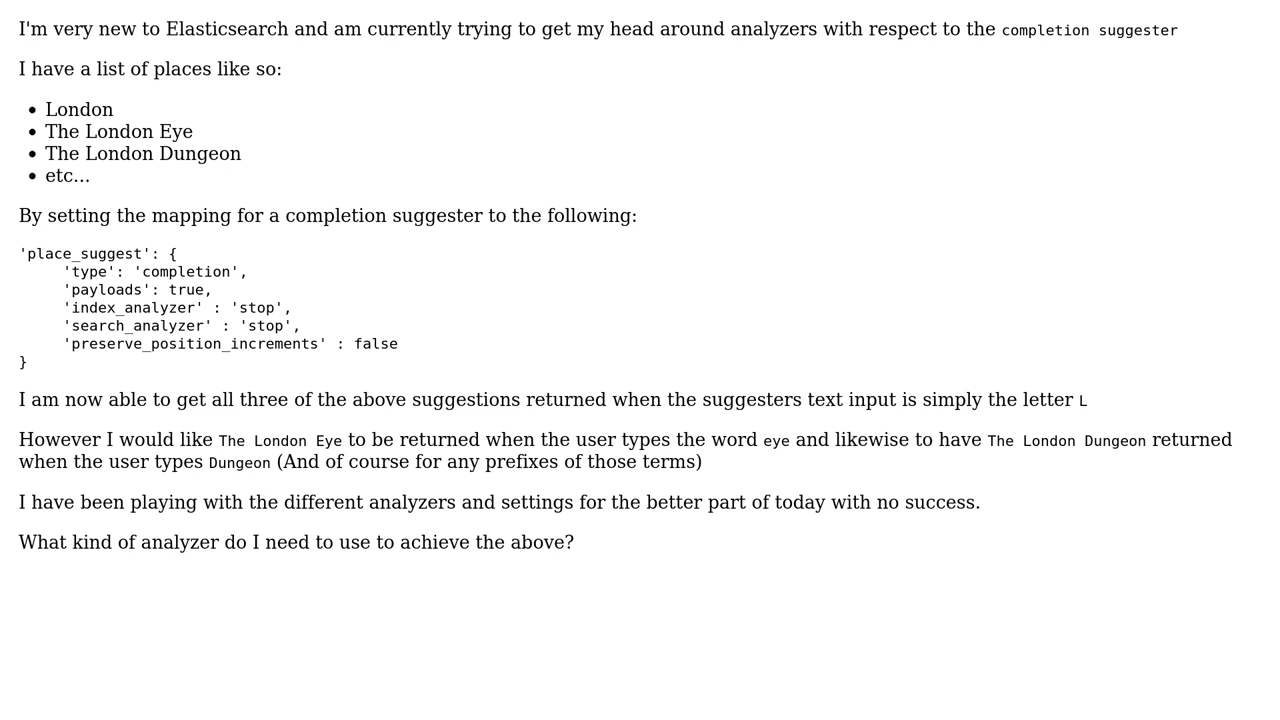 I'm very new to Elasticsearch and am currently trying to get my head around analyzers with respect to the completion suggester
I have a list of places like so:
• London
• The London Eye
• The London Dungeon
• etc...
By setting the mapping for a completion suggester to the following:
'place_suggest': {
     'type': 'completion',
     'payloads': true,
     'index_analyzer' : 'stop',
     'search_analyzer' : 'stop',
     'preserve_position_increments' : false
}
I am now able to get all three of the above suggestions returned when the suggesters text input is simply the letter L
However I would like The London Eye to be returned when the user types the word eye and likewise to have The London Dungeon returned
when the user types Dungeon (And of course for any prefixes of those terms)
I have been playing with the different analyzers and settings for the better part of today with no success.
What kind of analyzer do I need to use to achieve the above?